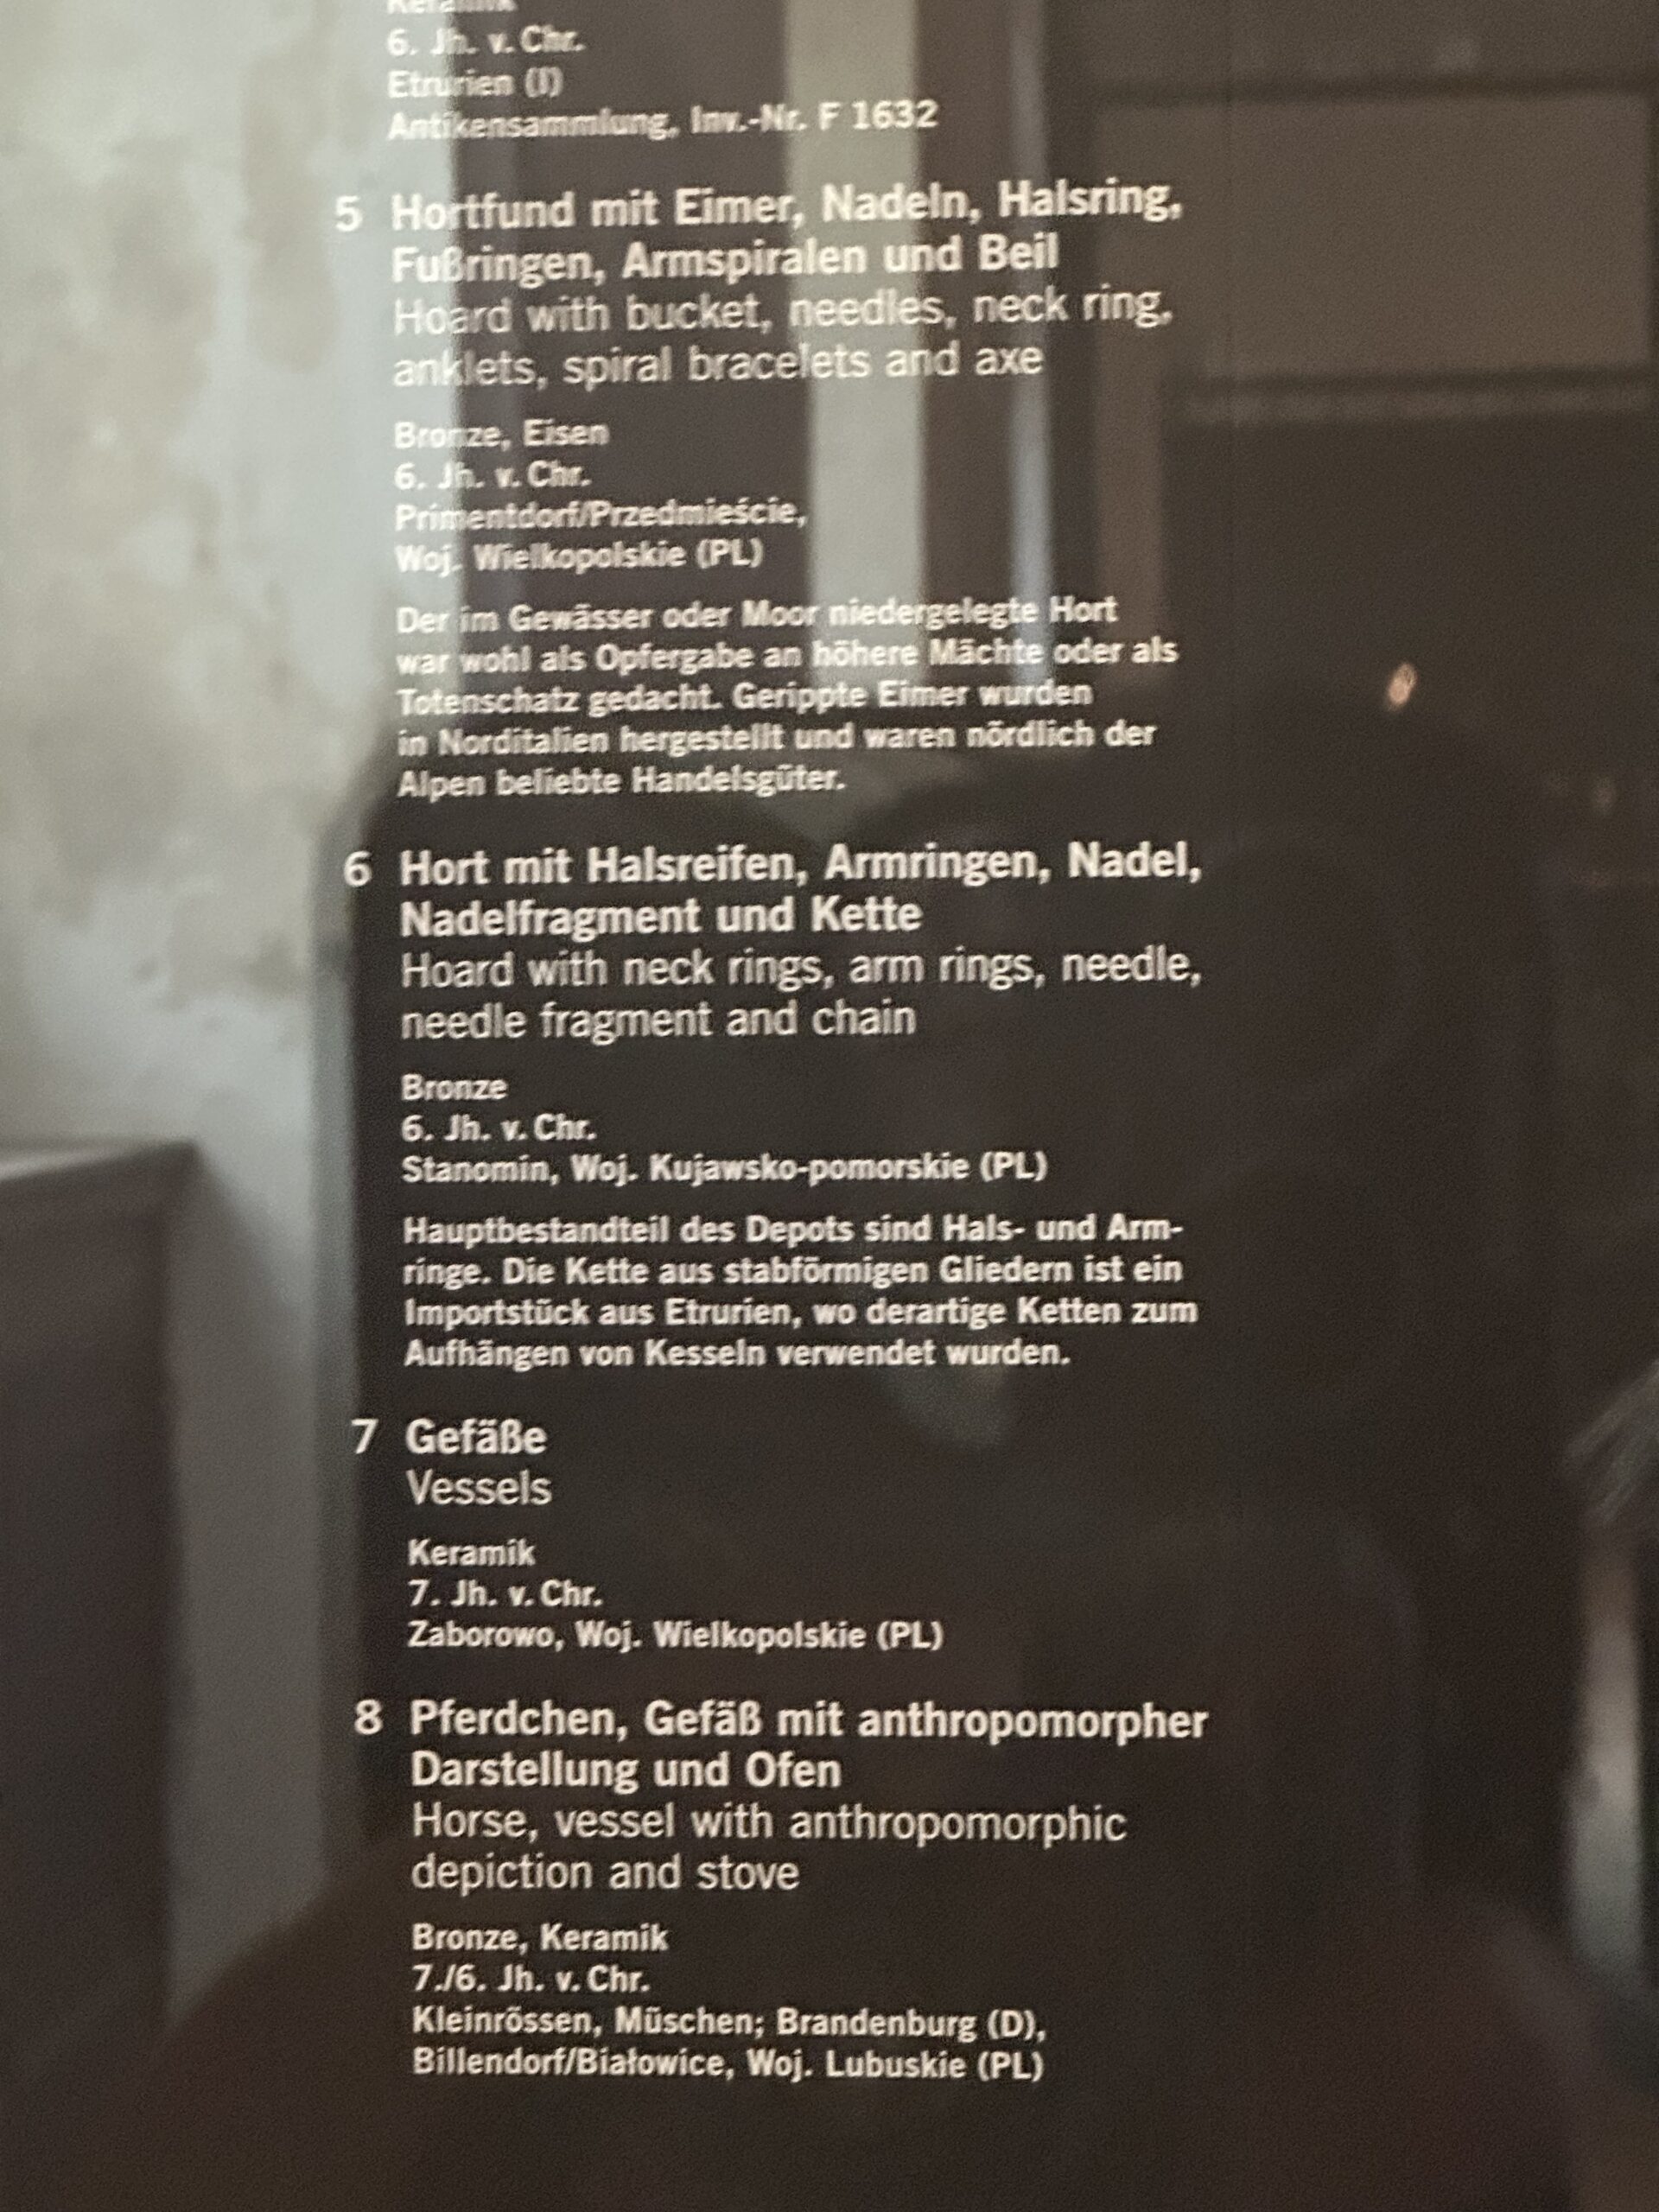 Keramik
6. Jh. v. Chr.
Etrurien (I)
Antikensammlung, Inv.-Nr. F 1632
5 Hortfund mit Eimer, Nadeln, Halsring,
Fußringen, Armspiralen und Beil
Hoard with bucket, needles, neck ring,
anklets, spiral bracelets and axe
Bronze, Eisen
6. Jh. v. Chr.
Primentdorf/Przedmieście,
Woj. Wielkopolskie (PL)
Der im Gewässer oder Moor niedergelegte Hort
war wohl als Opfergabe an höhere Mächte oder als
Totenschatz gedacht. Gerippte Eimer wurden
in Norditalien hergestellt und waren nördlich der
Alpen beliebte Handelsgüter.
6 Hort mit Halsreifen, Armringen, Nadel,
Nadelfragment und Kette
Hoard with neck rings, arm rings, needle,
needle fragment and chain
Bronze
6. Jh. v. Chr.
Stanomin, Woj. Kujawsko-pomorskie (PL)
Hauptbestandteil des Depots sind Hals- und Arm-
ringe. Die Kette aus stabförmigen Gliedern ist ein
Importstück aus Etrurien, wo derartige Ketten zum
Aufhängen von Kesseln verwendet wurden.
7 Gefäße
Vessels
Keramik
7. Jh. v. Chr.
Zaborowo, Woj. Wielkopolskie (PL)
8 Pferdchen, Gefäß mit anthropomorpher
Darstellung und Ofen
Horse, vessel with anthropomorphic
depiction and stove
Bronze, Keramik
7./6. Jh. v. Chr.
Kleinrössen, Müschen; Brandenburg (D),
Billendorf/Białowice, Woj. Lubuskie (PL)